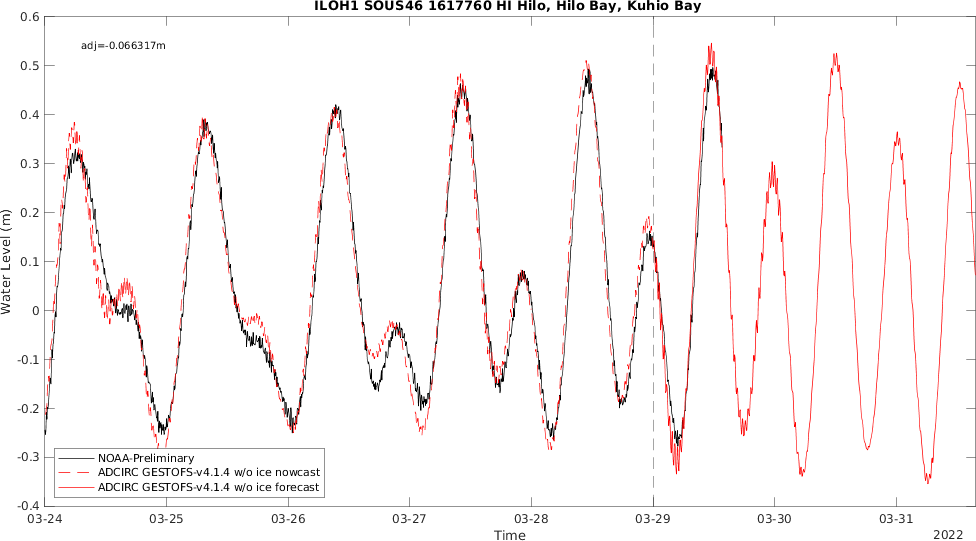 ILOH1 SOUS46 1617760 HI Hilo, Hilo Bay, Kuhio Bay
adj=-0.066317m
0.6
0.5
0.4
0.3
0.2
0.1
0
-0.1
-0.2
-0.3
-0.4
Water Level (m)
NOAA-Preliminary
ADCIRC GESTOFS-v4.1.4 w/o ice nowcast
ADCIRC GESTOFS-v4.1.4 w/o ice forecast
03-24 03-25 03-26 03-27 03-28 03-29 03-30 03-31
Time
2022